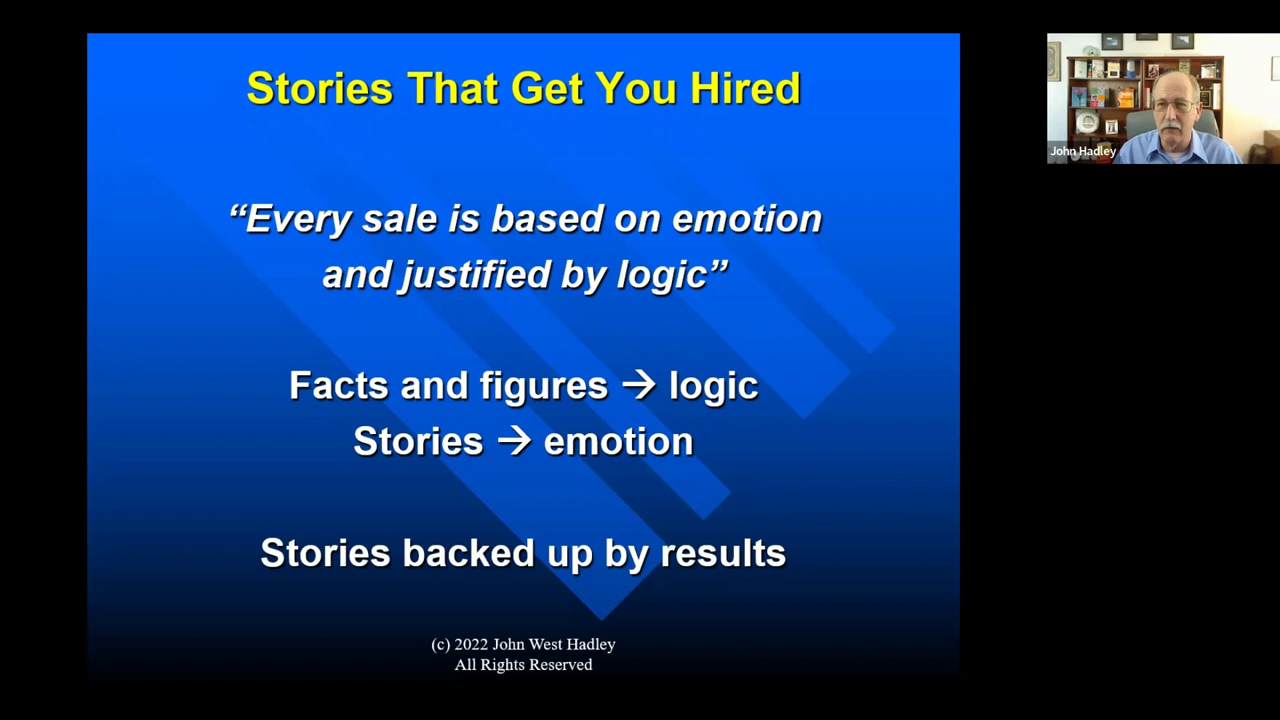 Stories That Get You Hired
“Every sale is based on emotion
and justified by logic”
Facts and figures → logic
Stories → emotion
Stories backed up by results
(c) 2022 John West Hadley
All Rights Reserved
John Hadley